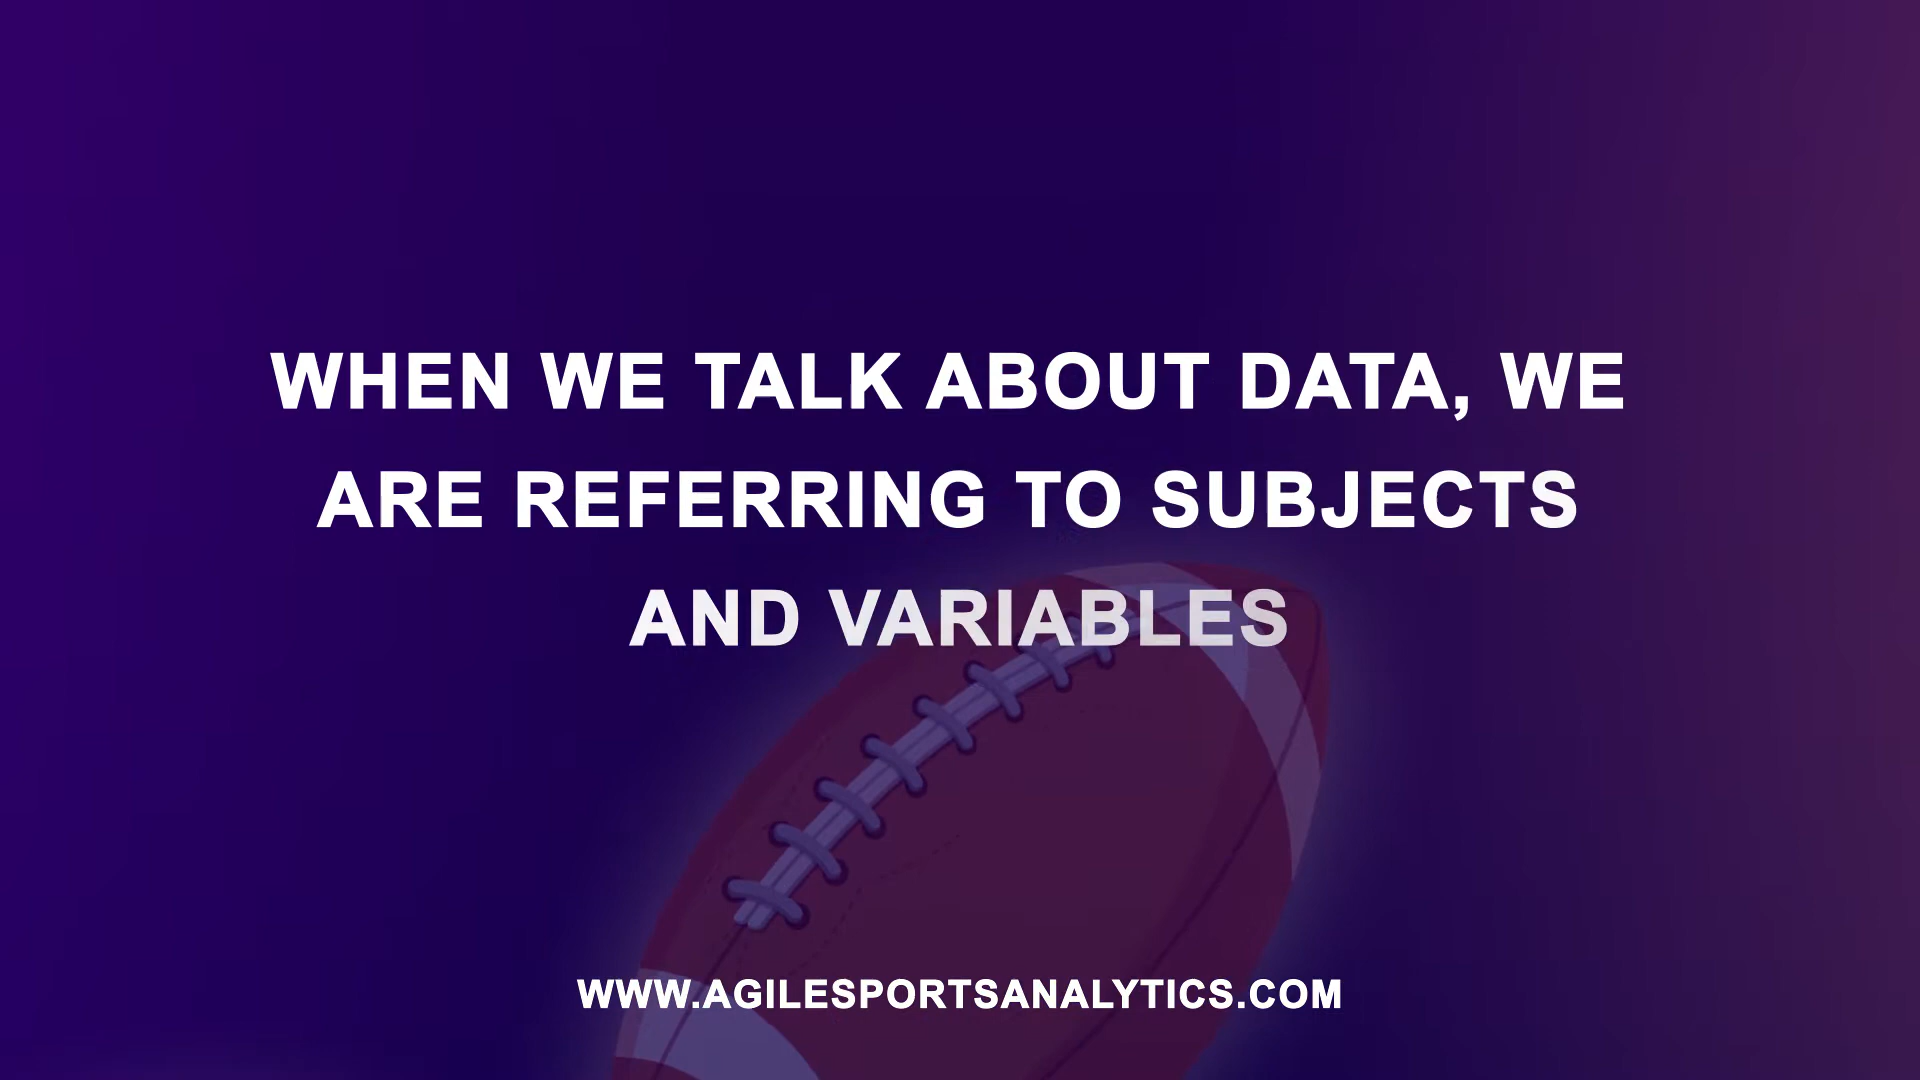 WHEN WE TALK ABOUT DATA, WE
ARE REFERRING TO SUBJECTS
AND VARIABLES
WWW.AGILESPORTSANALYTICS.COM